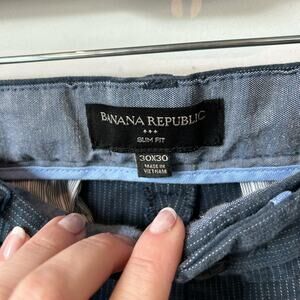 BANANA REPUBLIC
SLIM FIT
30X30
MADE IN
VIETNAM